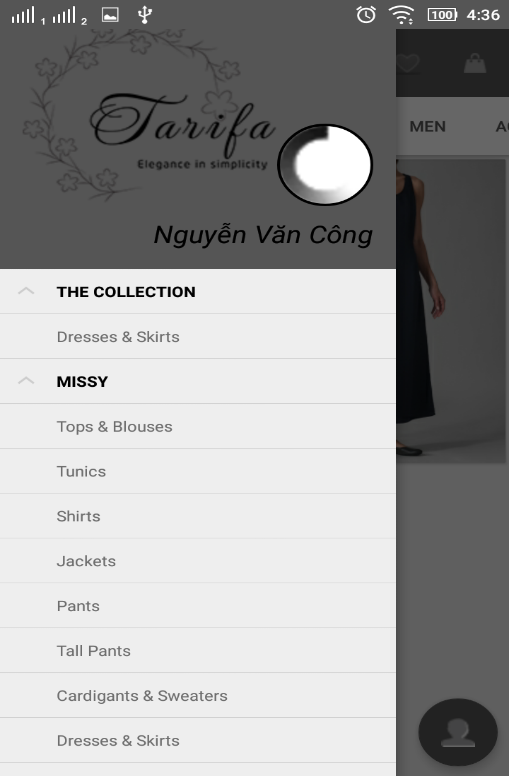 1 2 100 4:36
Tarifa
Elegance in simplicity
MEN
Nguyễn Văn Công
THE COLLECTION
Dresses & Skirts
MISSY
Tops & Blouses
Tunics
Shirts
Jackets
Pants
Tall Pants
Cardigants & Sweaters
Dresses & Skirts